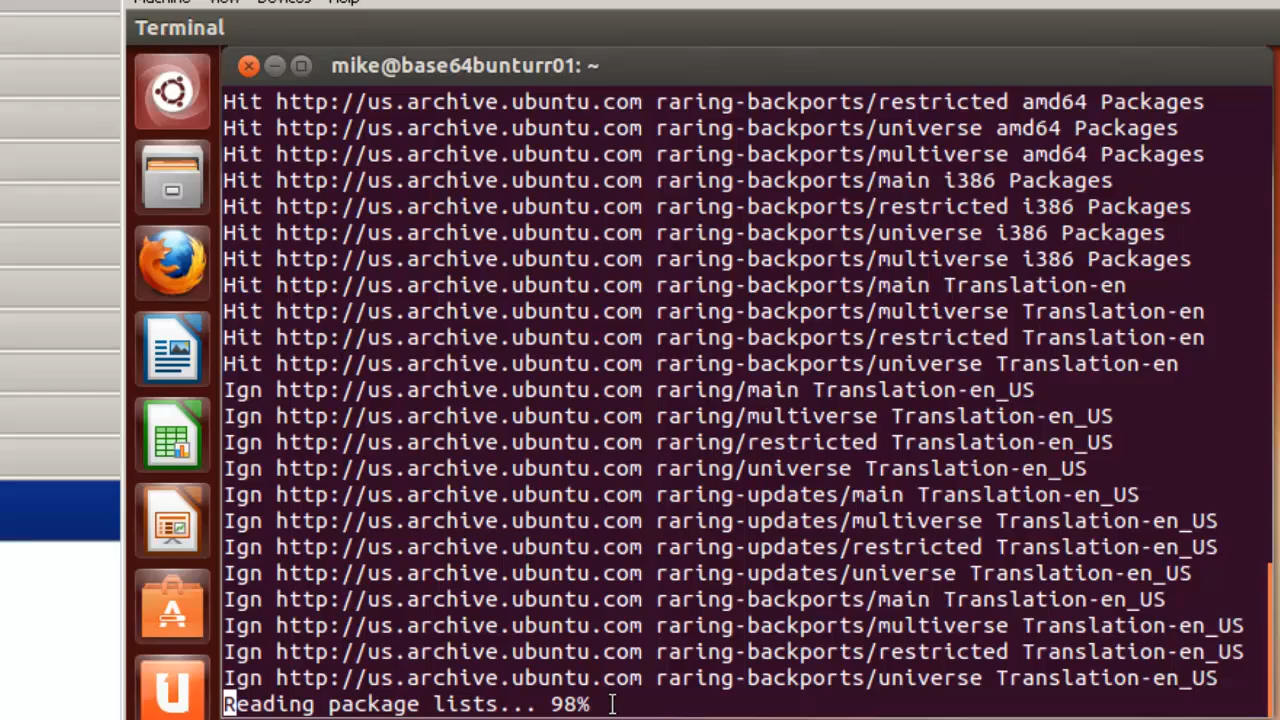 Machine View Devices Help
Terminal
mike@base64bunturr01: ~
Hit http://us.archive.ubuntu.com raring-backports/restricted amd64 Packages
Hit http://us.archive.ubuntu.com raring-backports/universe amd64 Packages
Hit http://us.archive.ubuntu.com raring-backports/multiverse amd64 Packages
Hit http://us.archive.ubuntu.com raring-backports/main i386 Packages
Hit http://us.archive.ubuntu.com raring-backports/restricted i386 Packages
Hit http://us.archive.ubuntu.com raring-backports/universe i386 Packages
Hit http://us.archive.ubuntu.com raring-backports/multiverse i386 Packages
Hit http://us.archive.ubuntu.com raring-backports/main Translation-en
Hit http://us.archive.ubuntu.com raring-backports/multiverse Translation-en
Hit http://us.archive.ubuntu.com raring-backports/restricted Translation-en
Hit http://us.archive.ubuntu.com raring-backports/universe Translation-en
Ign http://us.archive.ubuntu.com raring/main Translation-en_US
Ign http://us.archive.ubuntu.com raring/multiverse Translation-en_US
Ign http://us.archive.ubuntu.com raring/restricted Translation-en_US
Ign http://us.archive.ubuntu.com raring/universe Translation-en_US
Ign http://us.archive.ubuntu.com raring-updates/main Translation-en_US
Ign http://us.archive.ubuntu.com raring-updates/multiverse Translation-en_US
Ign http://us.archive.ubuntu.com raring-updates/restricted Translation-en_US
Ign http://us.archive.ubuntu.com raring-updates/universe Translation-en_US
Ign http://us.archive.ubuntu.com raring-backports/main Translation-en_US
Ign http://us.archive.ubuntu.com raring-backports/multiverse Translation-en_US
Ign http://us.archive.ubuntu.com raring-backports/restricted Translation-en_US
Ign http://us.archive.ubuntu.com raring-backports/universe Translation-en_US
Reading package lists... 98%